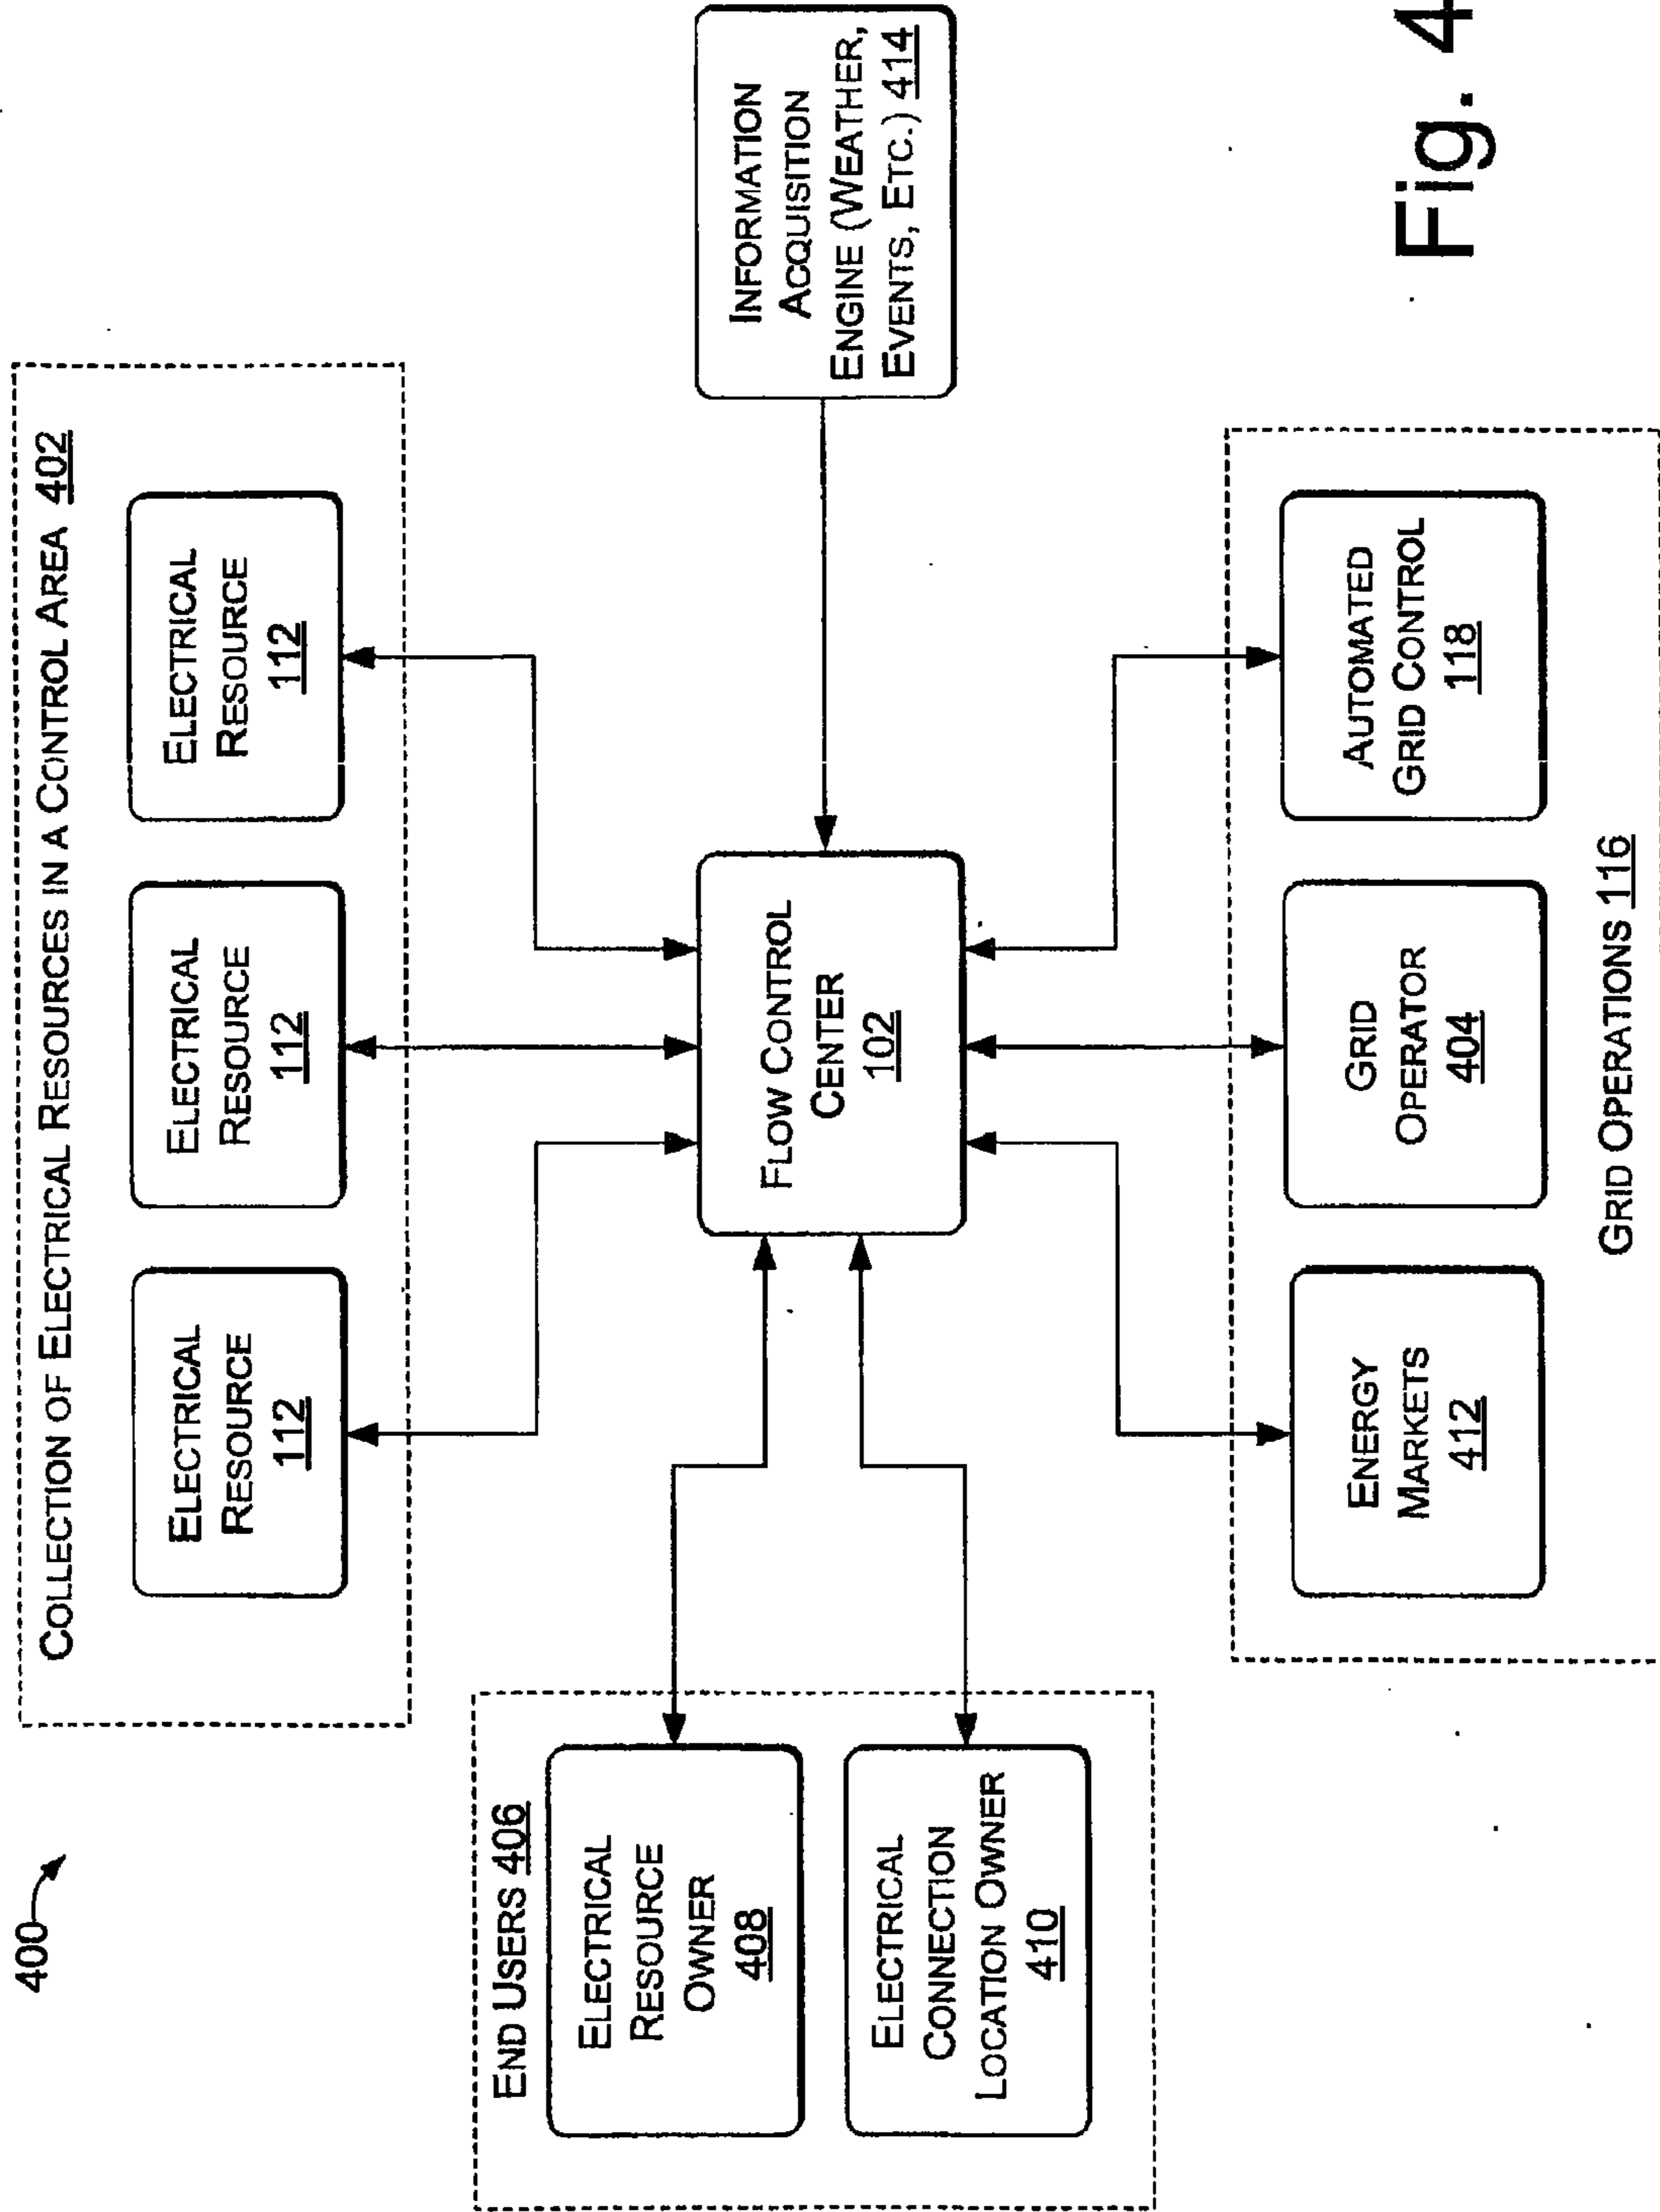 400
COLLECTION OF ELECTRICAL RESOURCES IN A CONTROL AREA 402
ELECTRICAL
RESOURCE
112
ELECTRICAL
RESOURCE
112
ELECTRICAL
RESOURCE
112
END USERS 406
ELECTRICAL
RESOURCE
OWNER
408
ELECTRICAL
CONNECTION
LOCATION OWNER
410
FLOW CONTROL
CENTER
102
INFORMATION
ACQUISITION
ENGINE (WEATHER,
EVENTS, ETC.) 414
ENERGY
MARKETS
412
GRID
OPERATOR
404
AUTOMATED
GRID CONTROL
118
GRID OPERATIONS 116
Fig. 4